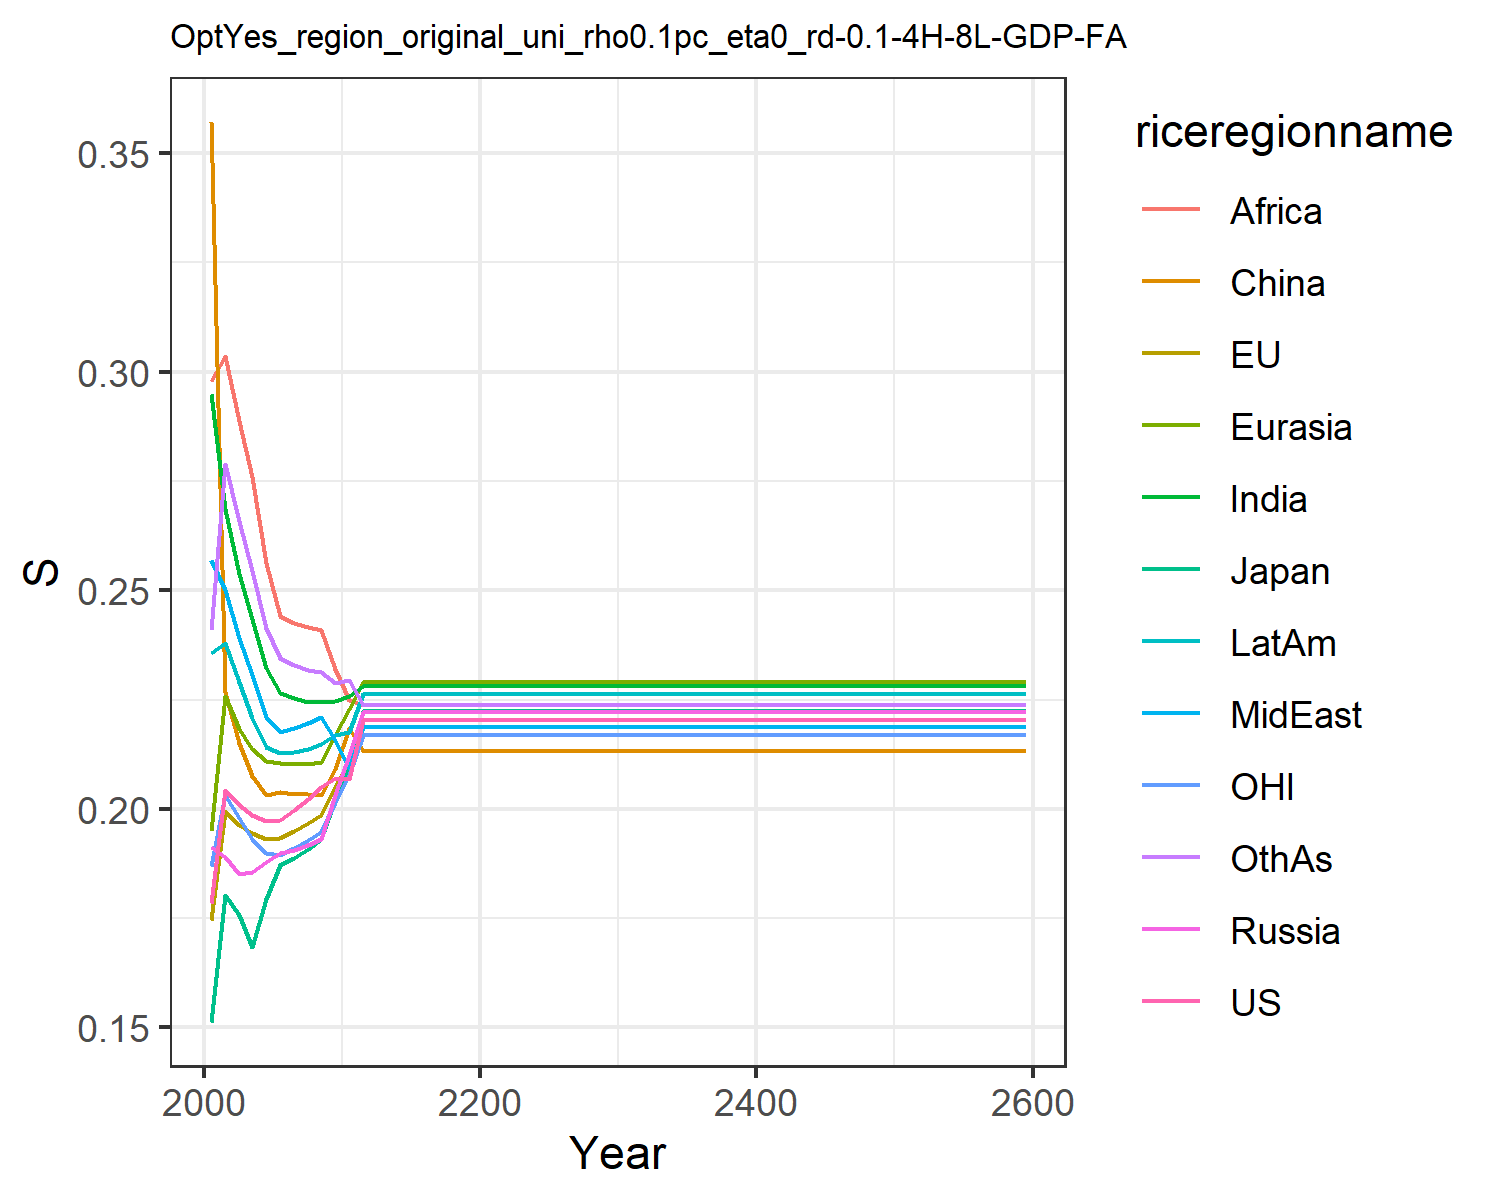 OptYes_region_original_uni_rho0.1pc_eta0_rd-0.1-4H-8L-GDP-FA
riceregionname
Africa
China
EU
Eurasia
India
Japan
LatAm
MidEast
OHI
OthAs
Russia
US
S
0.35
0.30
0.25
0.20
0.15
2000 2200 2400 2600
Year